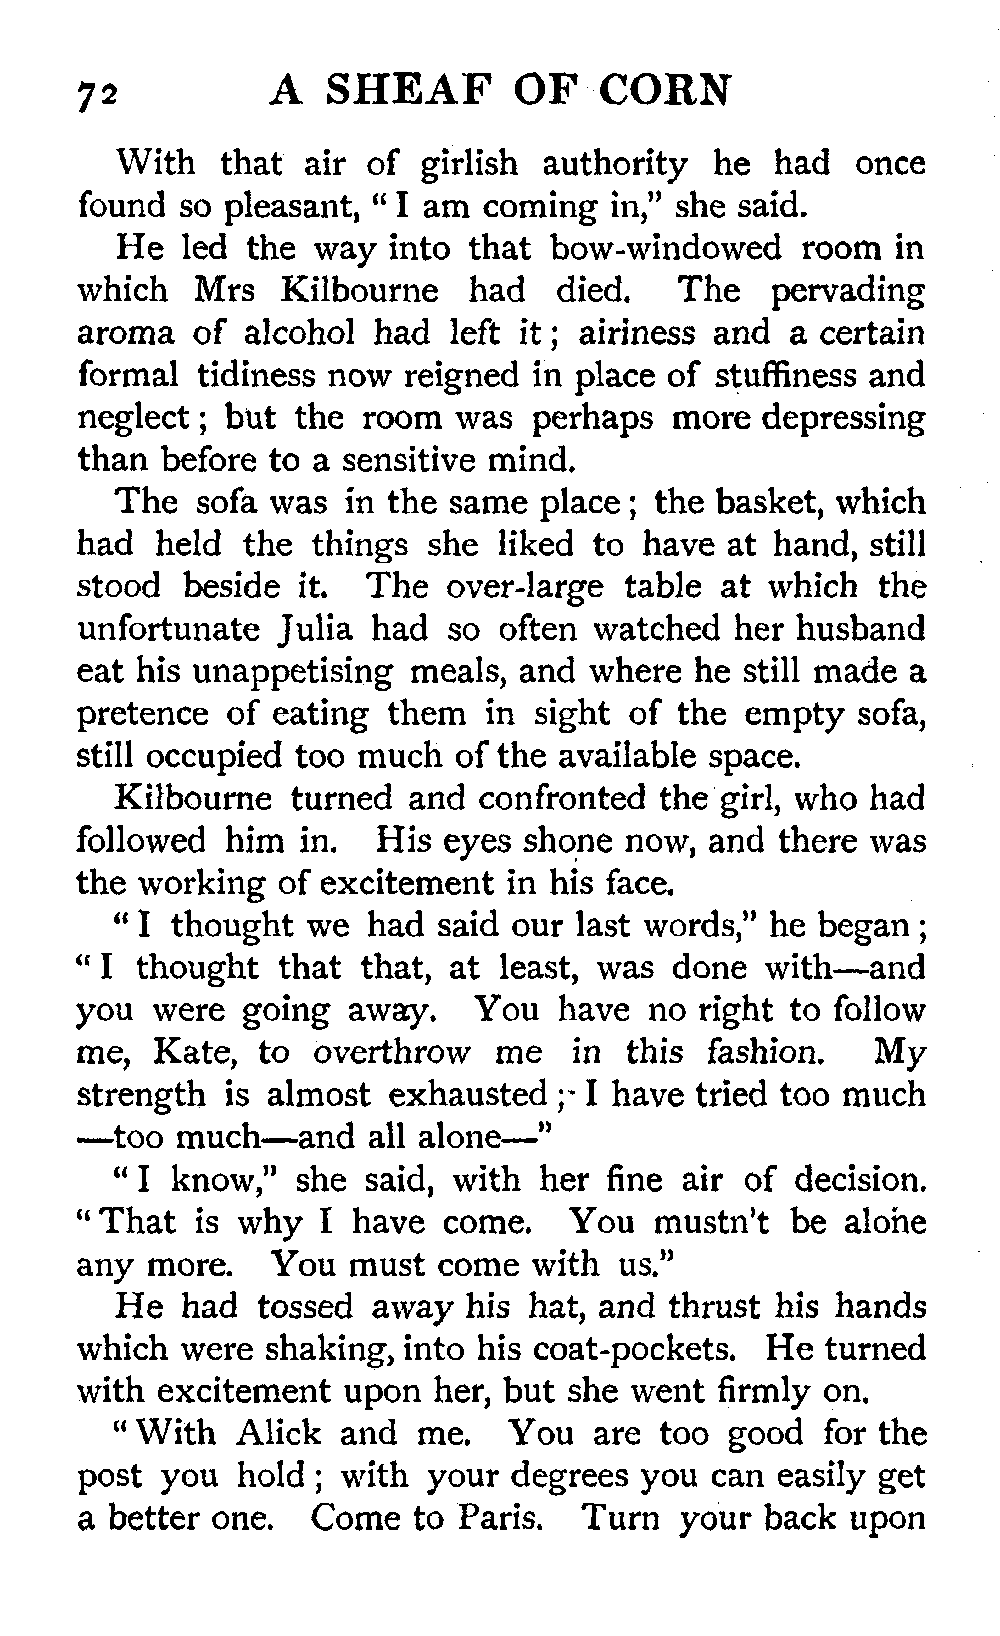 72 A SHEAF OF CORN
With that air of girlish authority he had once
found so pleasant, “ I am coming in,” she said.
He led the way into that bow-windowed room in
which Mrs Kilbourne had died. The pervading
aroma of alcohol had left it ; airiness and a certain
formal tidiness now reigned in place of stuffiness and
neglect ; but the room was perhaps more depressing
than before to a sensitive mind.
The sofa was in the same place ; the basket, which
had held the things she liked to have at hand, still
stood beside it. The over-large table at which the
unfortunate Julia had so often watched her husband
eat his unappetising meals, and where he still made a
pretence of eating them in sight of the empty sofa,
still occupied too much of the available space.
Kilbourne turned and confronted the girl, who had
followed him in. His eyes shone now, and there was
the working of excitement in his face.
“ I thought we had said our last words,” he began ;
“ I thought that that, at least, was done with—and
you were going away. You have no right to follow
me, Kate, to overthrow me in this fashion. My
strength is almost exhausted ; I have tried too much
—too much—and all alone—”
“ I know,” she said, with her fine air of decision.
“ That is why I have come. You mustn’t be alone
any more. You must come with us.”
He had tossed away his hat, and thrust his hands
which were shaking, into his coat-pockets. He turned
with excitement upon her, but she went firmly on.
“ With Alick and me. You are too good for the
post you hold ; with your degrees you can easily get
a better one. Come to Paris. Turn your back upon